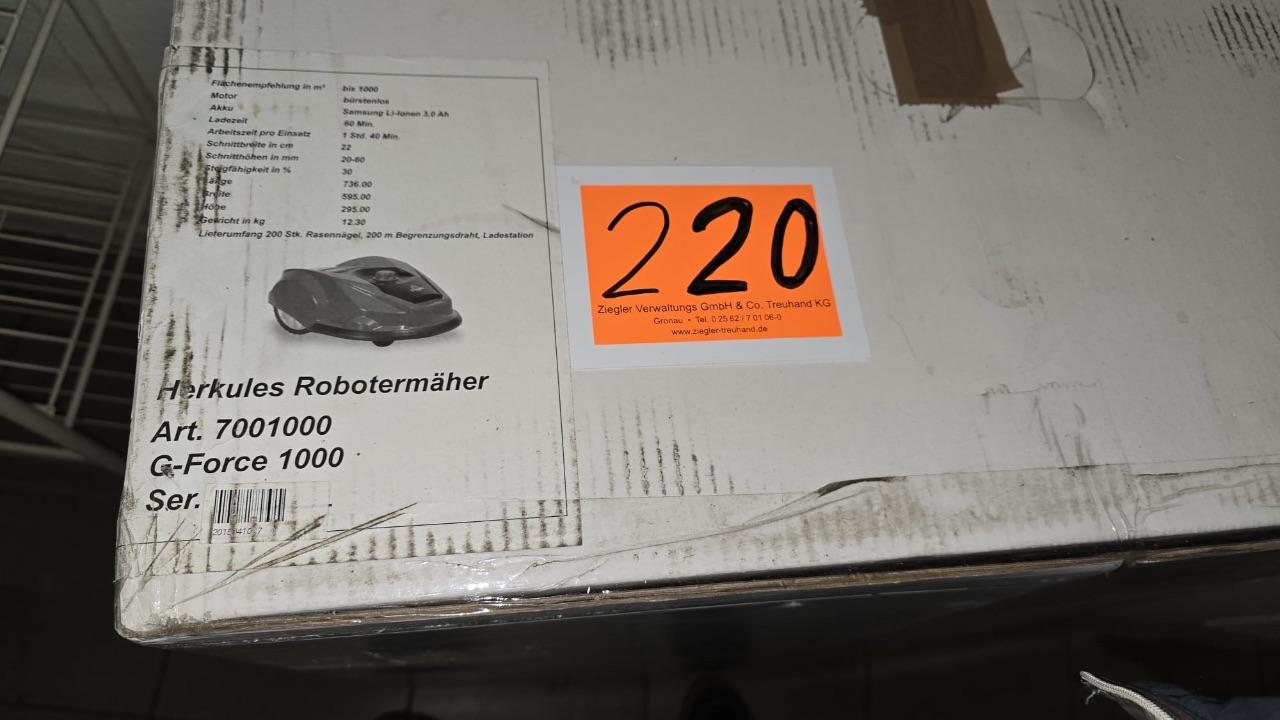 Flächenempfehlung in m² bis 1000
Motor bürstenlos
Akku Samsung Li-Ionen 3,0 Ah
Ladezeit 60 Min.
Arbeitszeit pro Einsatz 1 Std. 40 Min.
Schnittbreite in cm 22
Schnitthöhen in mm 20-60
Steigfähigkeit in % 30
Länge 736.00
Breite 595.00
Höhe 295.00
Gewicht in kg 12.30
Lieferumfang 200 Stk. Rasennägel, 200 m Begrenzungsdraht, Ladestation
Herkules Robotermäher
Art. 7001000
G-Force 1000
Ser.
220
Ziegler Verwaltungs GmbH & Co. Treuhand KG
Gronau • Tel. 0 25 62 / 7 01 06-0
www.ziegler-treuhand.de